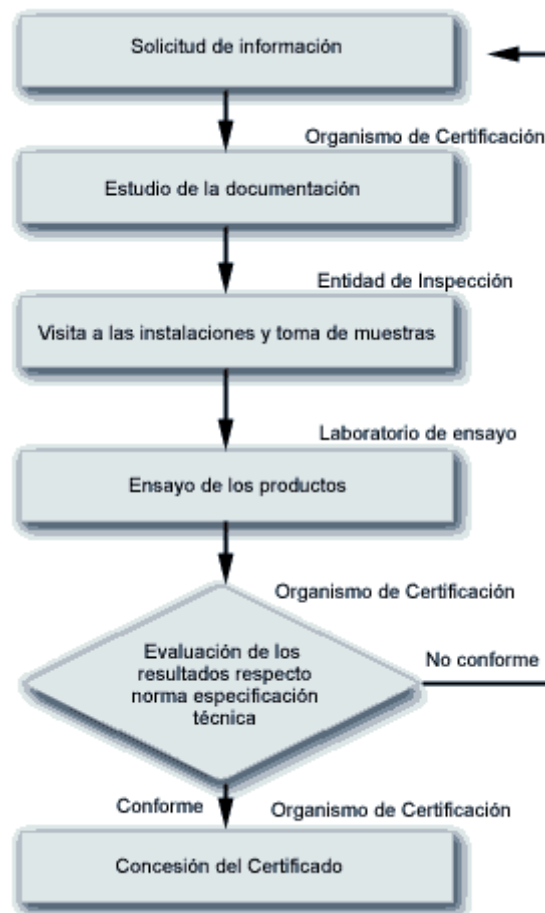 Solicitud de información
Organismo de Certificación
Estudio de la documentación
Entidad de Inspección
Visita a las instalaciones y toma de muestras
Laboratorio de ensayo
Ensayo de los productos
Organismo de Certificación
Evaluación de los
resultados respecto
norma especificación
técnica
No conforme
Conforme
Organismo de Certificación
Concesión del Certificado